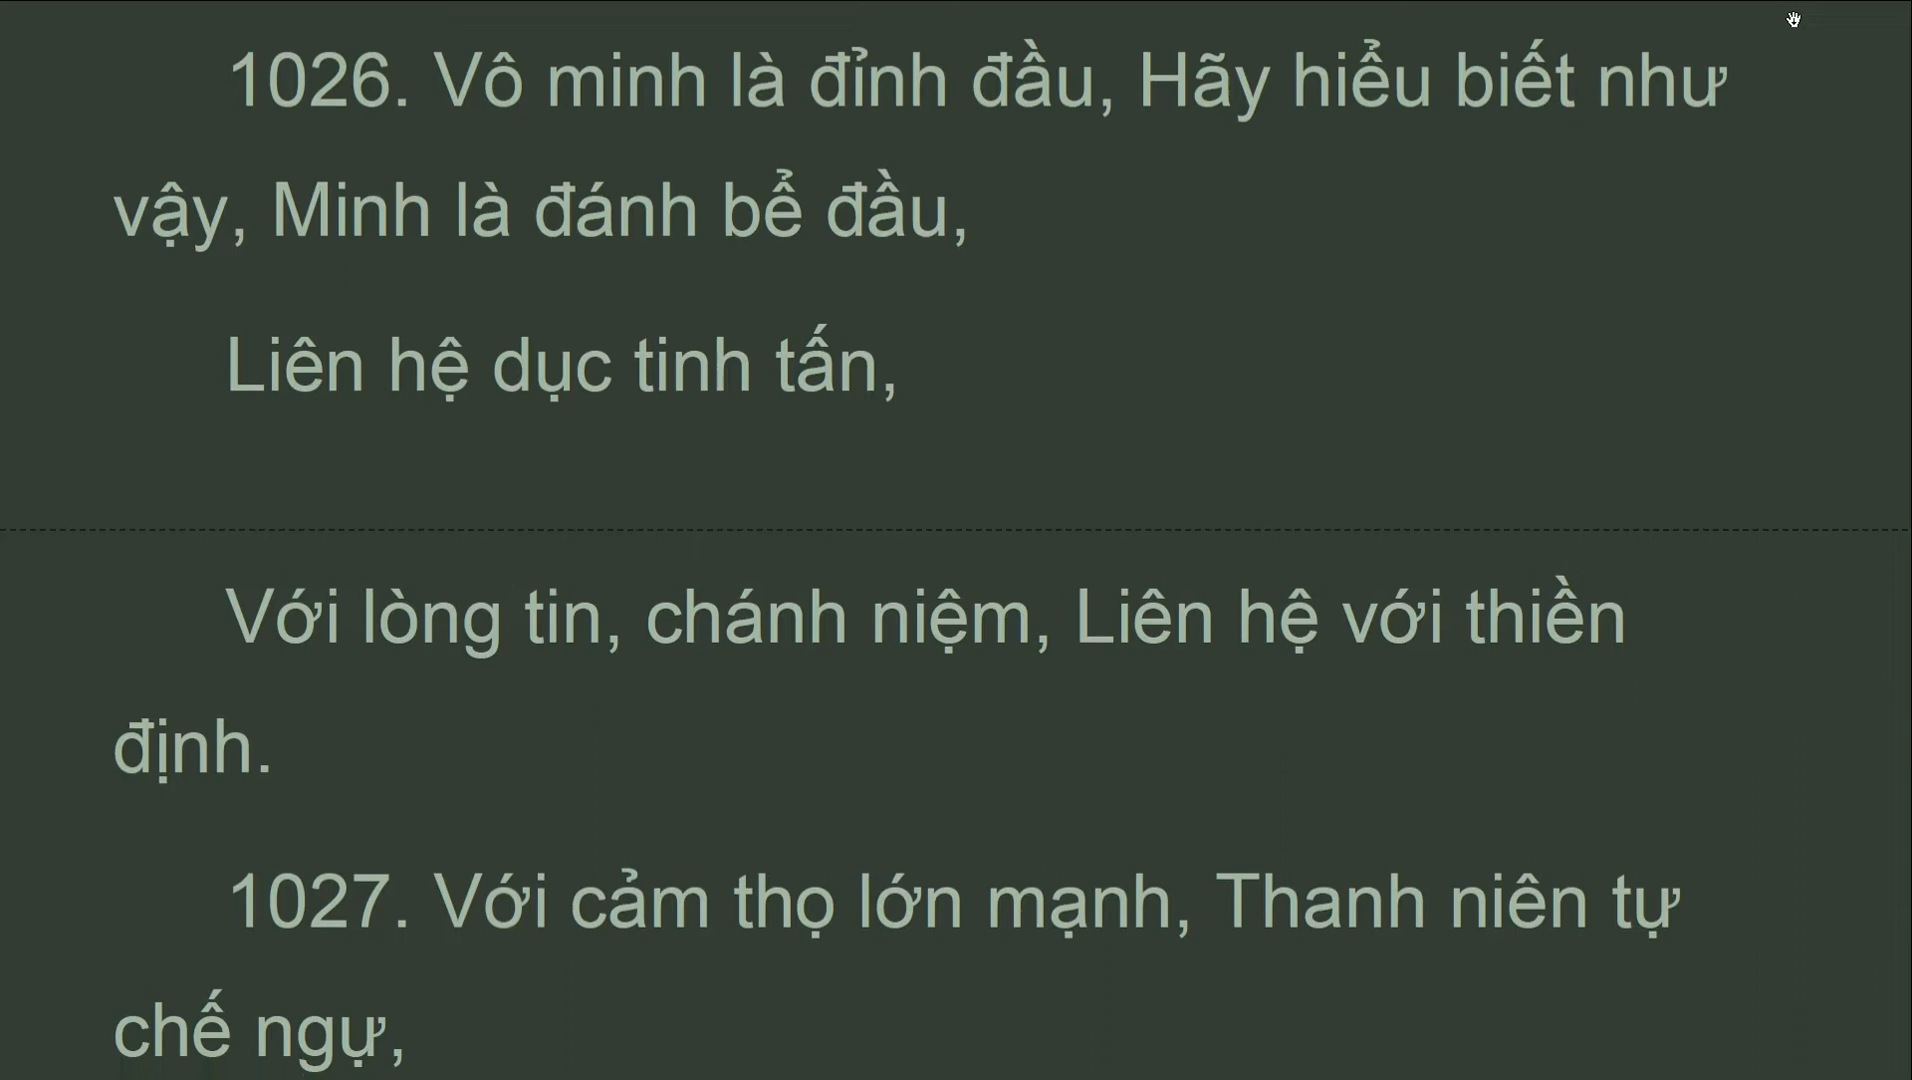 1026. Vô minh là đỉnh đầu, Hãy hiểu biết như
vậy, Minh là đánh bể đầu,
Liên hệ dục tinh tấn,
Với lòng tin, chánh niệm, Liên hệ với thiền
định.
1027. Với cảm thọ lớn mạnh, Thanh niên tự
chế ngự,